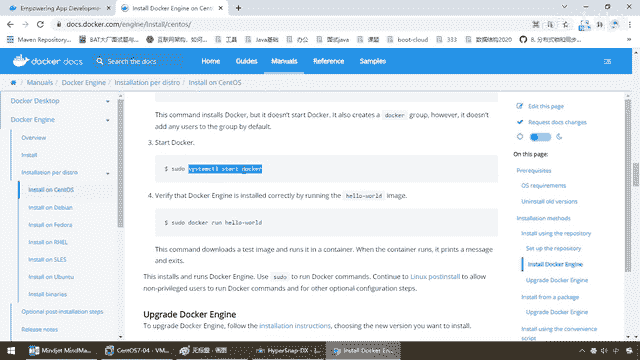 Empowering App Developme
Install Docker Engine on CentOS
docs.docker.com/engine/install/centos/
Maven Repository...
BAT大厂面试题与...
工具
Java基础
办公
面试java
课题
boot-cloud
333
数据结构2020
8. 分布式锁和同步...
docker docs
Search the docs
Home
Guides
Manuals
Reference
Samples
/ Manuals / Docker Engine / Installation per distro / Install on CentOS
Docker Desktop
Docker Engine
Overview
Install
Installation per distro
Install on CentOS
Install on Debian
Install on Fedora
Install on RHEL
Install on SLES
Install on Ubuntu
Install binaries
Optional post-installation steps
Release notes
This command installs Docker, but it doesn't start Docker. It also creates a docker group, however, it doesn't
add any users to the group by default.
3. Start Docker.
$ sudo systemctl start docker
4. Verify that Docker Engine is installed correctly by running the hello-world image.
$ sudo docker run hello-world
This command downloads a test image and runs it in a container. When the container runs, it prints a message
and exits.
This installs and runs Docker Engine. Use sudo to run Docker commands. Continue to Linux postinstall to allow
non-privileged users to run Docker commands and for other optional configuration steps.
Upgrade Docker Engine
To upgrade Docker Engine, follow the installation instructions, choosing the new version you want to install.
Edit this page
Request docs changes
On this page:
Prerequisites
OS requirements
Uninstall old versions
Installation methods
Install using the repository
Set up the repository
Install Docker Engine
Upgrade Docker Engine
Install from a package
Upgrade Docker Engine
Install using the convenience
script
Mindjet MindMa...
CentOS7-04 - VM...
HyperSnap-DX - [...
Install Docker En...